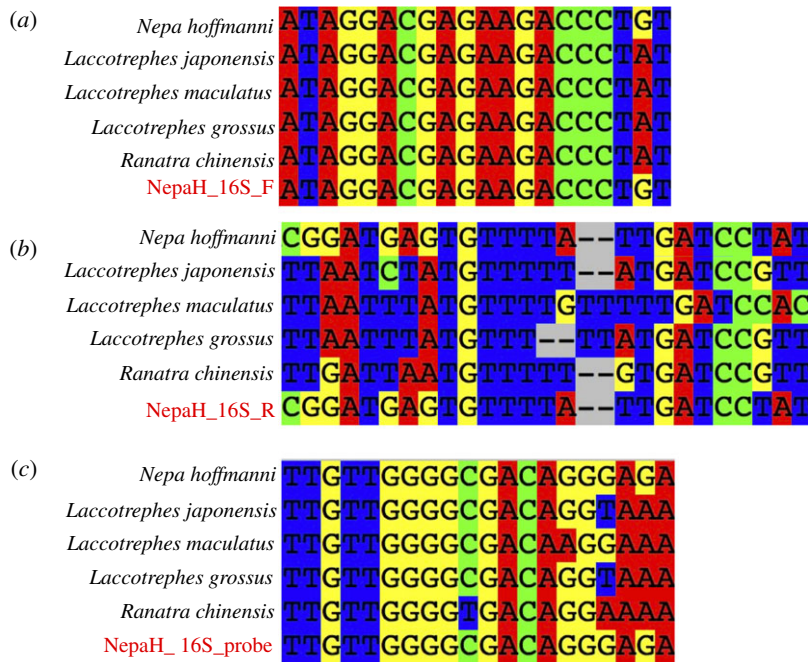 (a) Nepa hoffmanni ATAGGACGAGAAGACCCTGT
Laccotrephes japonensis ATAGGACGAGAAGACCCTAT
Laccotrephes maculatus ATAGGACGAGAAGACCCTAT
Laccotrephes grossus ATAGGACGAGAAGACCCTAT
Ranatra chinensis ATAGGACGAGAAGACCCTAT
NepaH_16S_F ATAGGACGAGAAGACCCTGT
(b) Nepa hoffmanni CGGATGAGTGTTTTA--TTGATCCTAT
Laccotrephes japonensis TTAATCTATGTTTTT--ATGATCCGTT
Laccotrephes maculatus TTAATTTATGTTTTGTTTTTGATCCAC
Laccotrephes grossus TTAATTTATGTTT--TTATGATCCGTT
Ranatra chinensis TTGATTAATGTTTTT--GTGATCCGTT
NepaH_16S_R CGGATGAGTGTTTTA--TTGATCCTAT
(c) Nepa hoffmanni TTGTTGGGGCGACAGGGAGA
Laccotrephes japonensis TTGTTGGGGCGACAGGTAAA
Laccotrephes maculatus TTGTTGGGGCGACAAGGAAA
Laccotrephes grossus TTGTTGGGGCGACAGGTAAA
Ranatra chinensis TTGTTGGGGTGACAGGAAAA
NepaH_ 16S_probe TTGTTGGGGCGACAGGGAGA